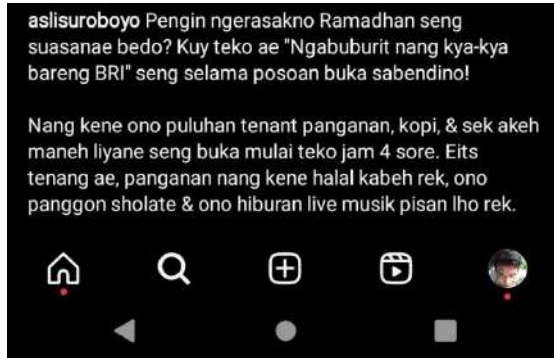 aslisuroboyo Pengin ngerasakno Ramadhan seng
suasanae bedo? Kuy teko ae "Ngabuburit nang kya-kya
bareng BRI" seng selama posoan buka sabendino!
Nang kene ono puluhan tenant panganan, kopi, & sek akeh
maneh liyane seng buka mulai teko jam 4 sore. Eits
tenang ae, panganan nang kene halal kabeh rek, ono
panggon sholate & ono hiburan live musik pisan lho rek.